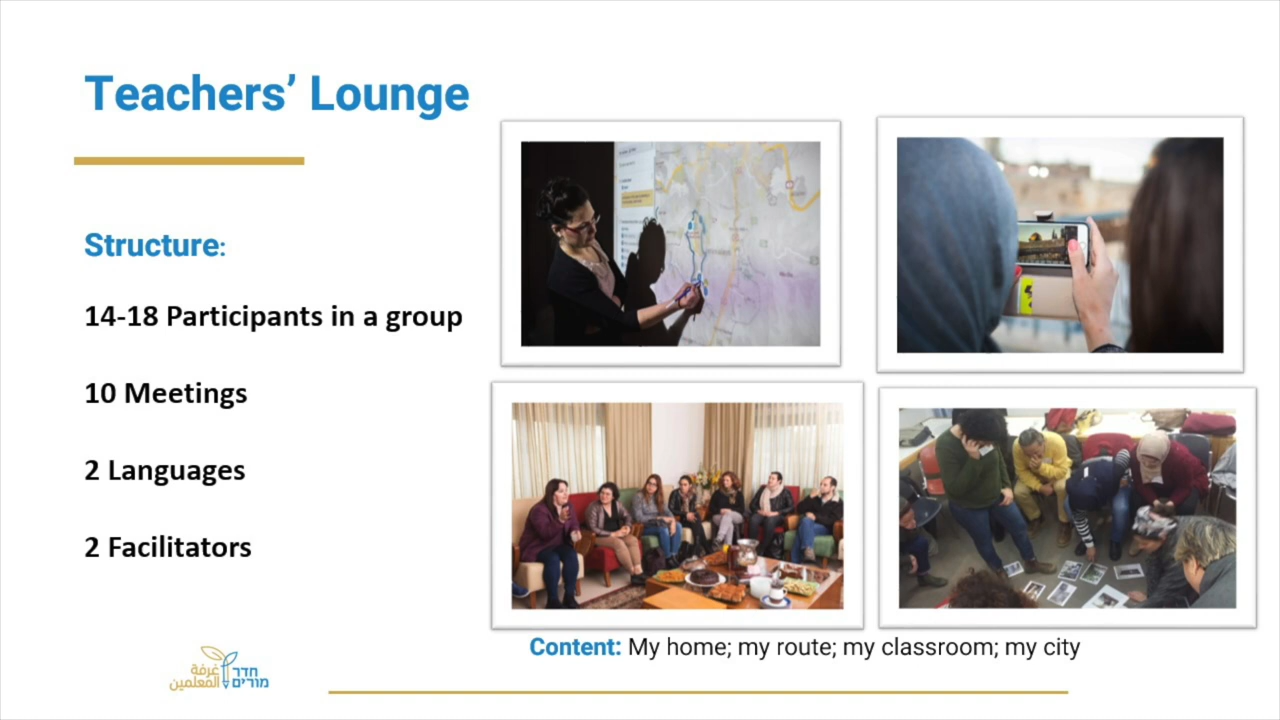 Teachers’ Lounge
Structure:
14-18 Participants in a group
10 Meetings
2 Languages
2 Facilitators
Content: My home; my route; my classroom; my city
غرفة
المعلمين
חדר
מורים